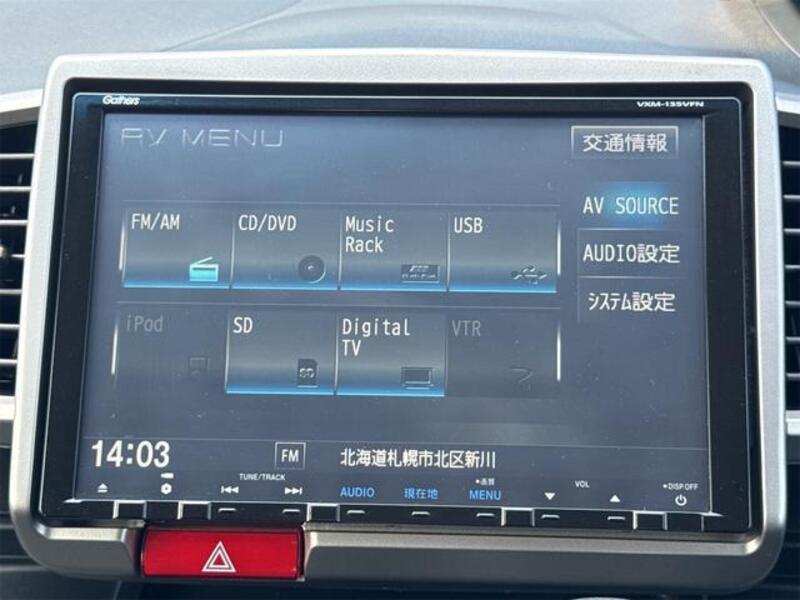 Gathers
VXM-155VFN
AV MENU
交通情報
FM/AM
CD/DVD
Music Rack
USB
AV SOURCE
AUDIO設定
システム設定
iPod
SD
Digital TV
VTR
14:03
FM
北海道札幌市北区新川
TUNE/TRACK
AUDIO
現在地
•画質
MENU
VOL
•DISP OFF